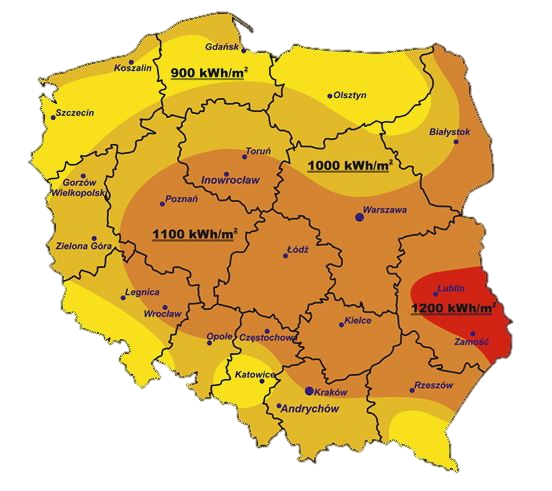 Gdańsk
Koszalin
900 kWh/m²
Olsztyn
Szczecin
Białystok
Toruń
1000 kWh/m²
Gorzów
Wielkopolsk
Inowrocław
Poznań
Warszawa
1100 kWh/m²
Zielona Góra
Łódź
Legnica
Lublin
Wrocław
1200 kWh/m²
Kielce
Opole
Częstochowa
Zamość
Katowice
Rzeszów
Kraków
Andrychów